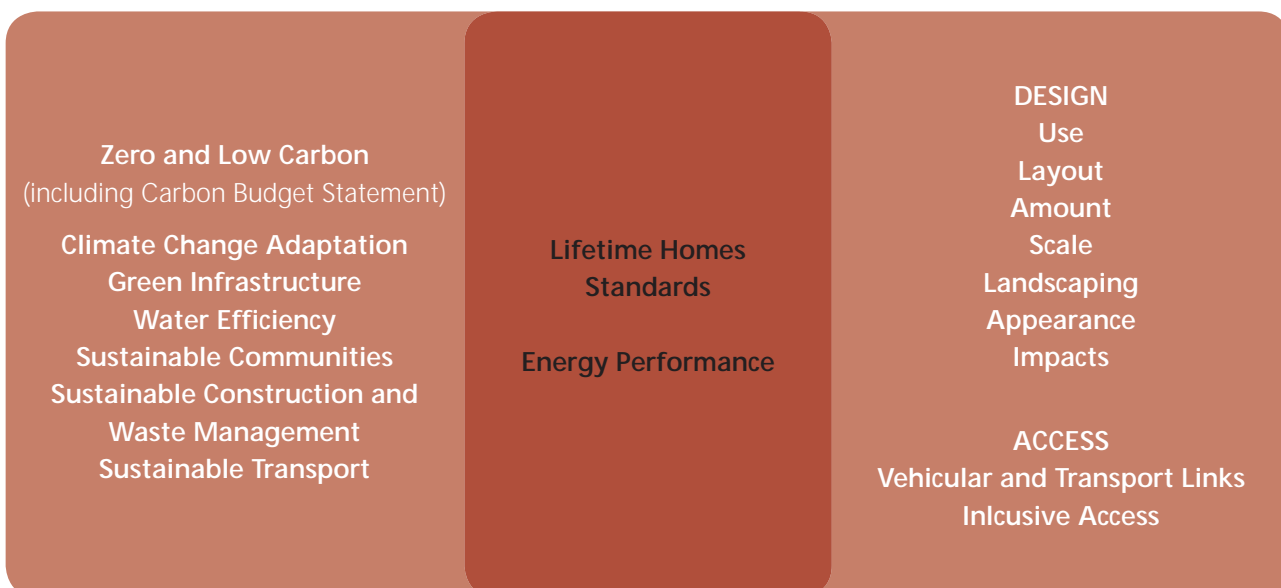 Zero and Low Carbon
(including Carbon Budget Statement)
Climate Change Adaptation
Green Infrastructure
Water Efficiency
Sustainable Communities
Sustainable Construction and
Waste Management
Sustainable Transport
Lifetime Homes
Standards
Energy Performance
DESIGN
Use
Layout
Amount
Scale
Landscaping
Appearance
Impacts
ACCESS
Vehicular and Transport Links
Inlcusive Access